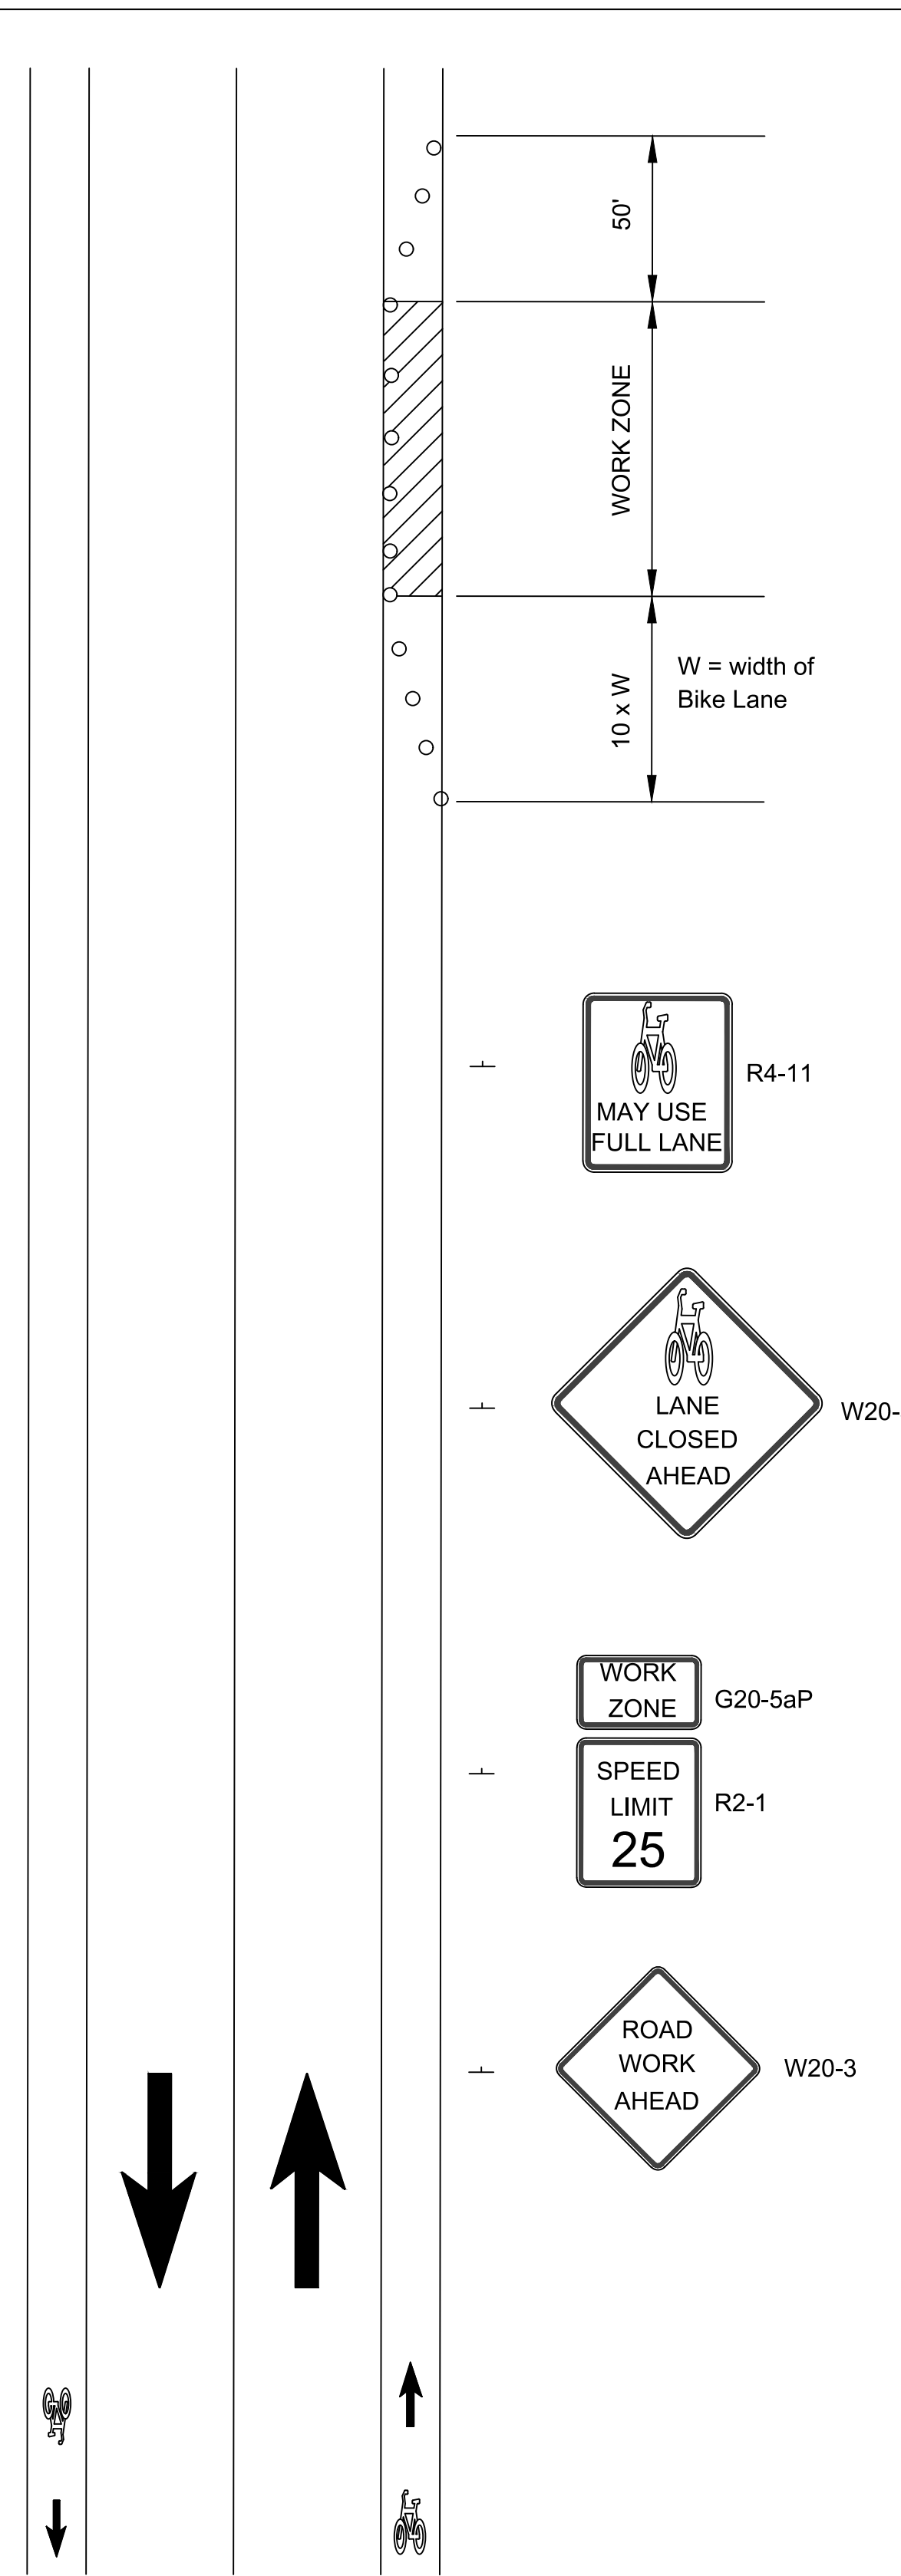 50'
WORK ZONE
10 x W
W = width of
Bike Lane
MAY USE
FULL LANE
R4-11
LANE
CLOSED
AHEAD
W20-
WORK
ZONE
G20-5aP
SPEED
LIMIT
25
R2-1
ROAD
WORK
AHEAD
W20-3